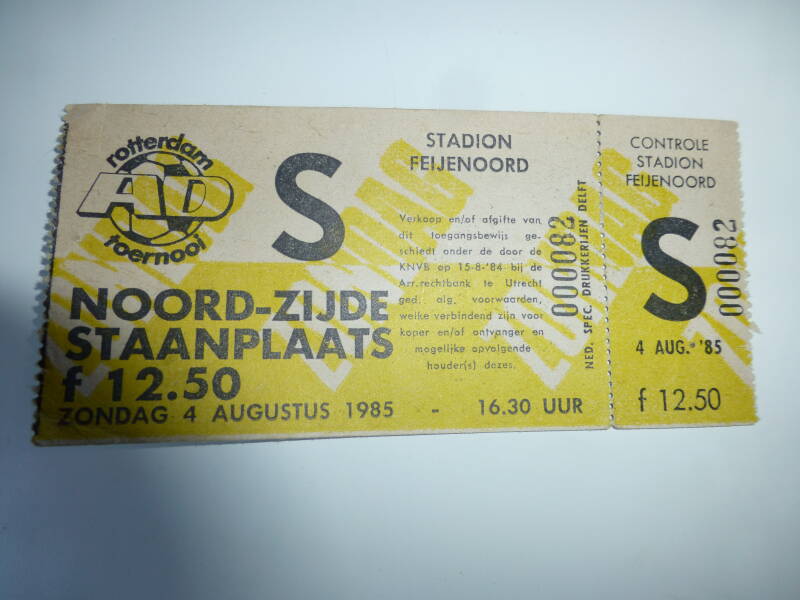 rotterdam
AD
toernooi
S
STADION
FEIJENOORD
Verkoop en/of afgifte van
dit toegangsbewijs ge-
schiedt onder de door de
KNVB op 15-8-'84 bij de
Arr.rechtbank te Utrecht
ged. alg. voorwaarden,
welke verbindend zijn voor
koper en/of ontvanger en
mogelijke opvolgende
houder(s) dezes.
NOORD-ZIJDE
STAANPLAATS
f 12.50
ZONDAG 4 AUGUSTUS 1985 - 16.30 UUR
000082
NED. SPEC. DRUKKERIJEN DELFT
CONTROLE
STADION
FEIJENOORD
S
000082
4 AUG. '85
f 12.50
ZONDAG
ZONDAG